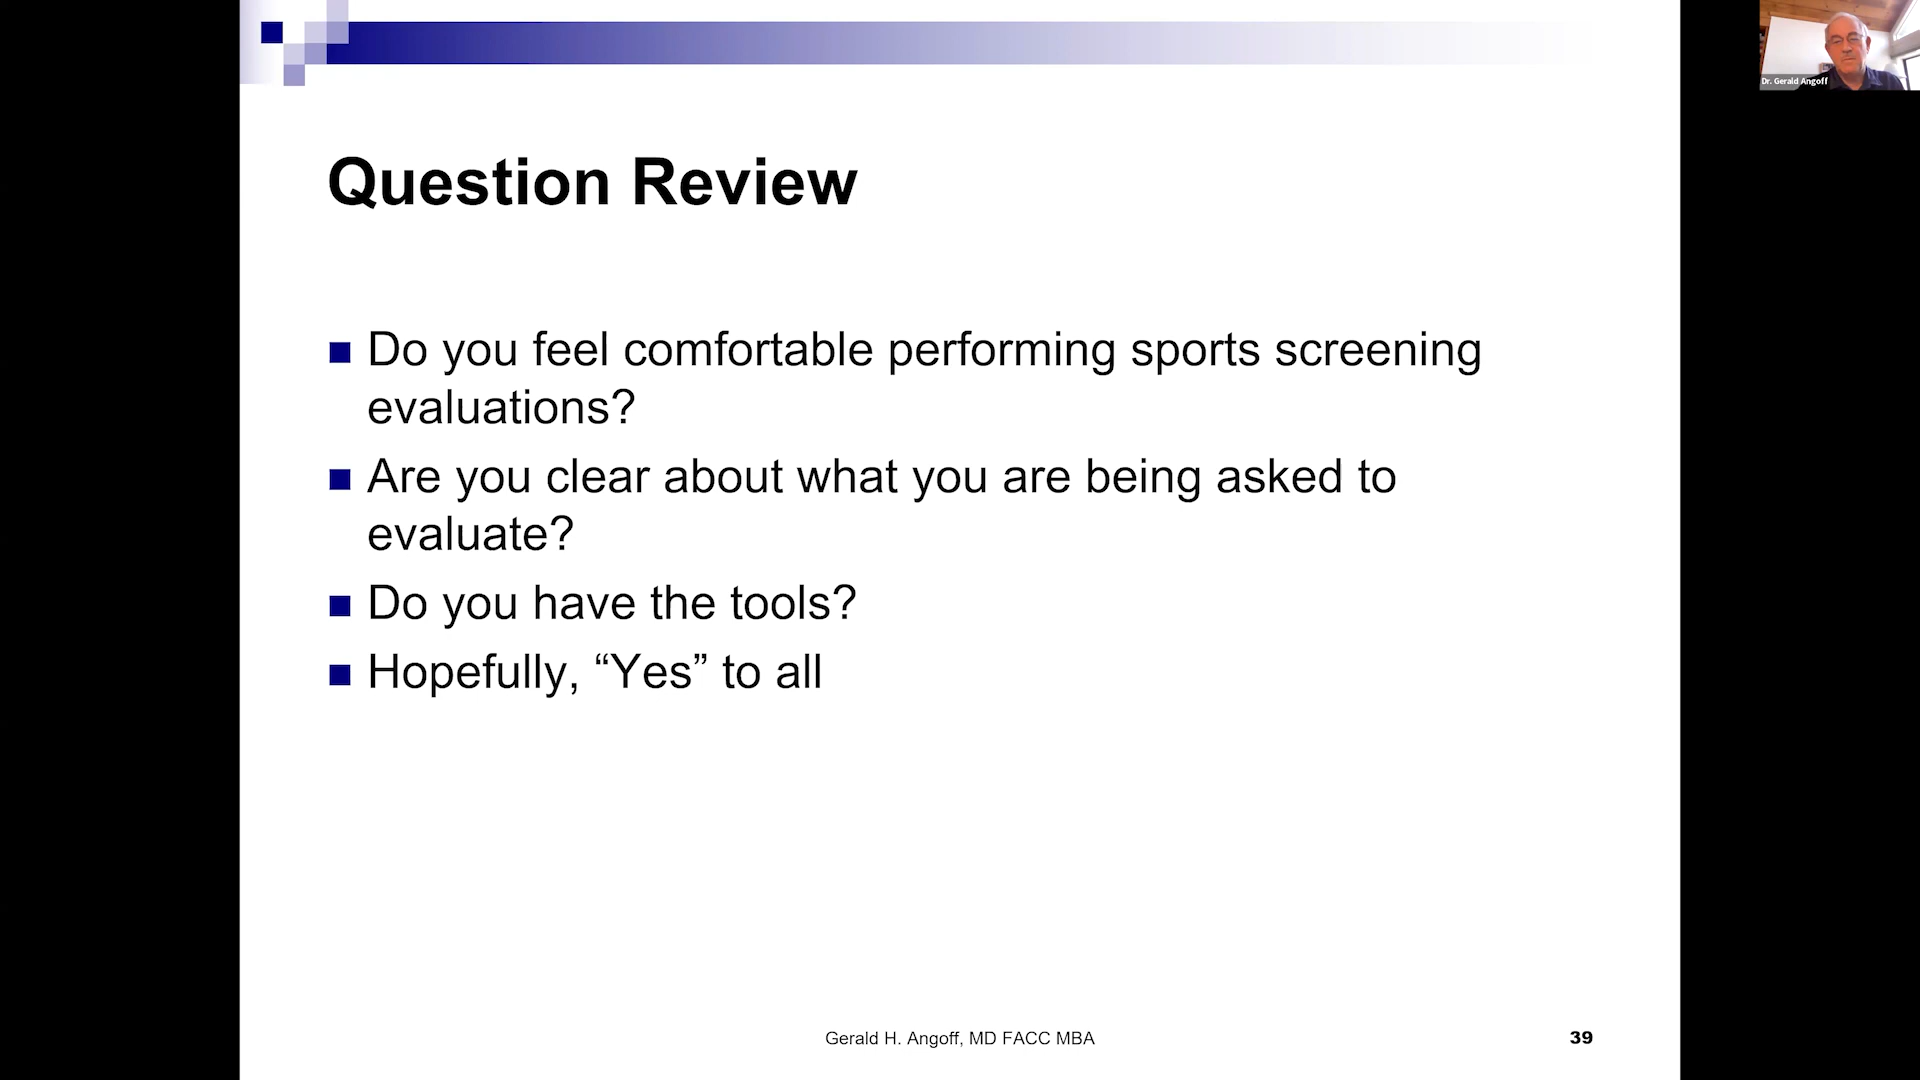 Dr. Gerald Angoff
Question Review
Do you feel comfortable performing sports screening
evaluations?
Are you clear about what you are being asked to
evaluate?
Do you have the tools?
Hopefully, “Yes” to all
Gerald H. Angoff, MD FACC MBA
39